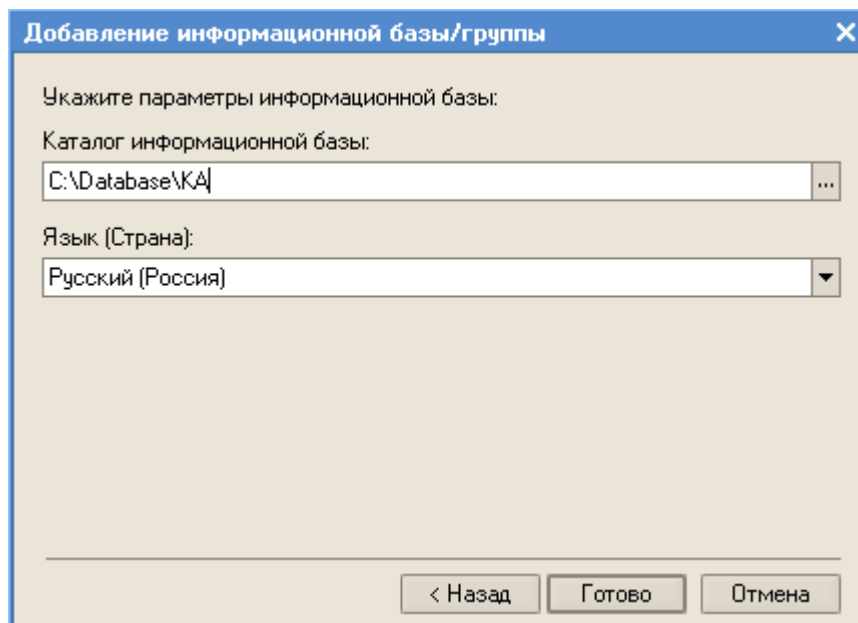 Добавление информационной базы/группы
Укажите параметры информационной базы:
Каталог информационной базы:
C:\Database\KA
...
Язык (Страна):
Русский (Россия)
< Назад
Готово
Отмена